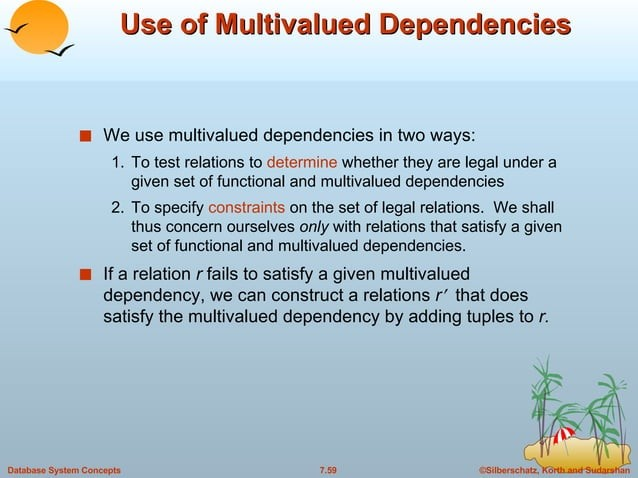 Use of Multivalued Dependencies
We use multivalued dependencies in two ways:
1. To test relations to determine whether they are legal under a
given set of functional and multivalued dependencies
2. To specify constraints on the set of legal relations. We shall
thus concern ourselves only with relations that satisfy a given
set of functional and multivalued dependencies.
If a relation r fails to satisfy a given multivalued
dependency, we can construct a relations r′ that does
satisfy the multivalued dependency by adding tuples to r.
Database System Concepts
7.59
©Silberschatz, Korth and Sudarshan